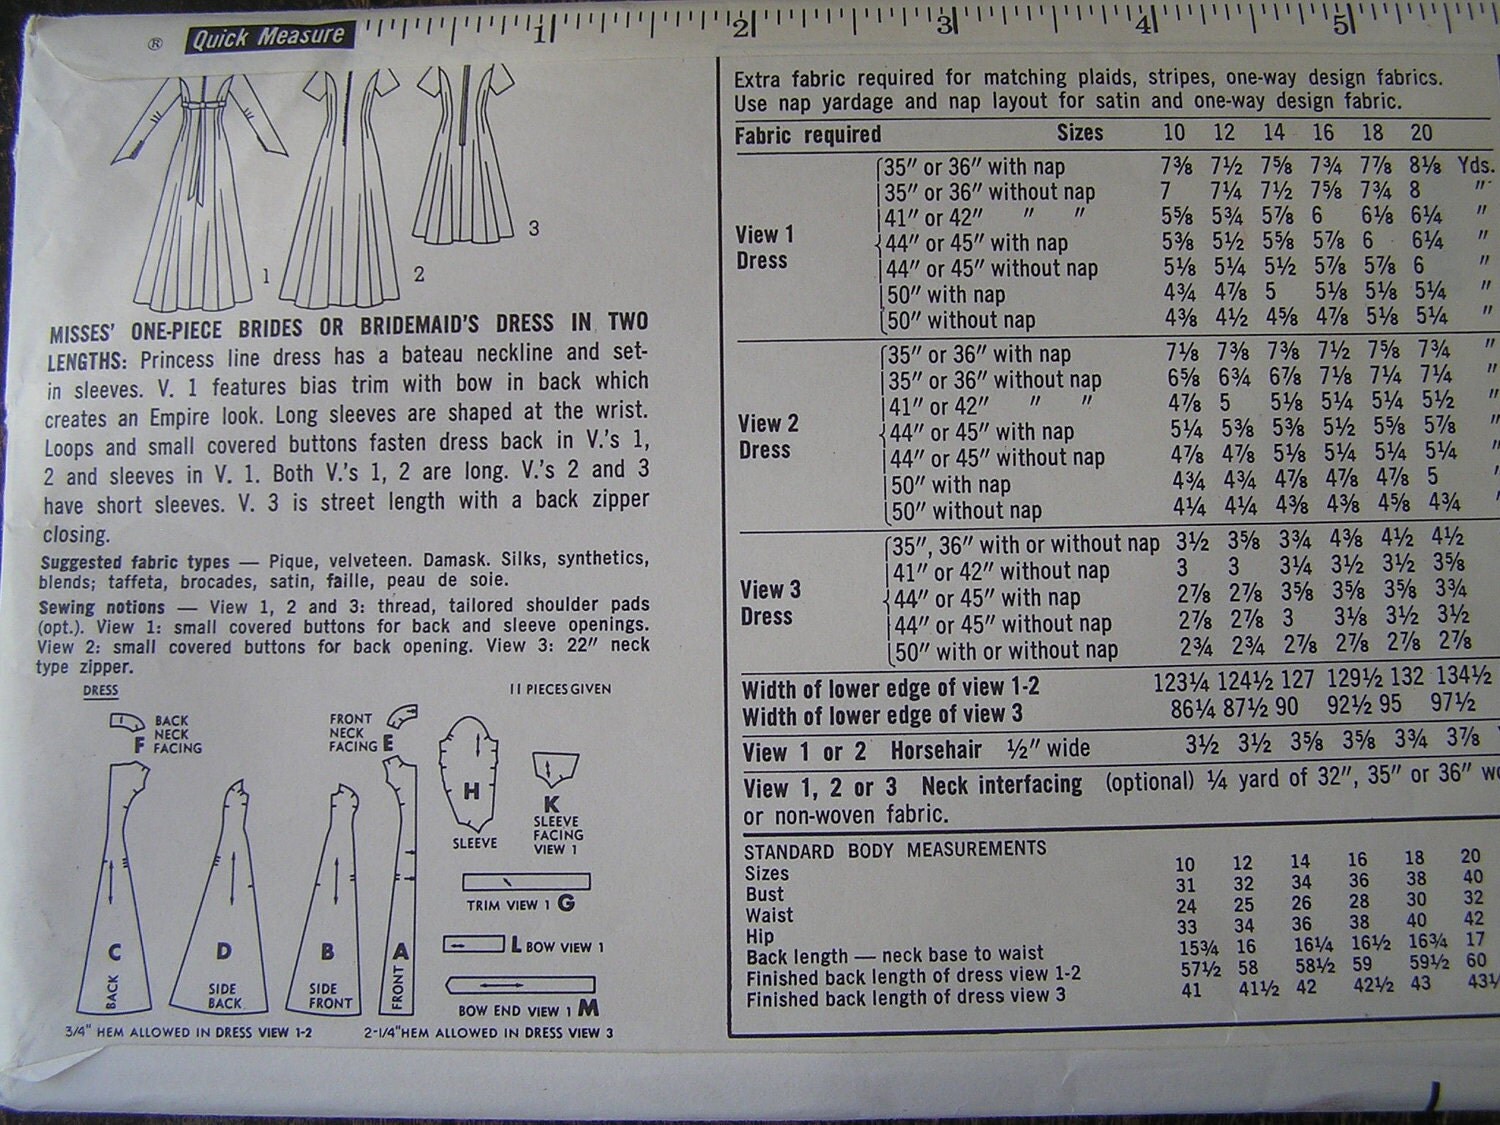 ® Quick Measure 1 2 3 4 5
1
2
3
MISSES' ONE-PIECE BRIDES OR BRIDEMAID'S DRESS IN TWO
LENGTHS: Princess line dress has a bateau neckline and set-
in sleeves. V. 1 features bias trim with bow in back which
creates an Empire look. Long sleeves are shaped at the wrist.
Loops and small covered buttons fasten dress back in V.'s 1,
2 and sleeves in V. 1. Both V.'s 1, 2 are long. V.'s 2 and 3
have short sleeves. V. 3 is street length with a back zipper
closing.
Suggested fabric types — Pique, velveteen. Damask. Silks, synthetics,
blends; taffeta, brocades, satin, faille, peau de soie.
Sewing notions — View 1, 2 and 3: thread, tailored shoulder pads
(opt.). View 1: small covered buttons for back and sleeve openings.
View 2: small covered buttons for back opening. View 3: 22" neck
type zipper.
DRESS
11 PIECES GIVEN
BACK
NECK
F FACING
FRONT
NECK
FACING E
H
SLEEVE
K
SLEEVE
FACING
VIEW 1
TRIM VIEW 1 G
L BOW VIEW 1
BOW END VIEW 1 M
C
BACK
D
SIDE
BACK
B
SIDE
FRONT
A
FRONT
3/4" HEM ALLOWED IN DRESS VIEW 1-2
2-1/4" HEM ALLOWED IN DRESS VIEW 3
Extra fabric required for matching plaids, stripes, one-way design fabrics.
Use nap yardage and nap layout for satin and one-way design fabric.
Fabric required Sizes 10 12 14 16 18 20
View 1
Dress
35" or 36" with nap 7⅜ 7½ 7⅝ 7¾ 7⅞ 8⅛ Yds.
35" or 36" without nap 7 7¼ 7½ 7⅝ 7¾ 8 "
41" or 42" " " 5⅝ 5¾ 5⅞ 6 6⅛ 6¼ "
44" or 45" with nap 5⅜ 5½ 5⅝ 5⅞ 6 6¼ "
44" or 45" without nap 5⅛ 5¼ 5½ 5⅞ 5⅞ 6 "
50" with nap 4¾ 4⅞ 5 5⅛ 5⅛ 5¼ "
50" without nap 4⅜ 4½ 4⅝ 4⅞ 5⅛ 5¼ "
View 2
Dress
35" or 36" with nap 7⅛ 7⅜ 7⅜ 7½ 7⅝ 7¾ "
35" or 36" without nap 6⅝ 6¾ 6⅞ 7⅛ 7¼ 7¼ "
41" or 42" " " 4⅞ 5 5⅛ 5¼ 5¼ 5½ "
44" or 45" with nap 5¼ 5⅜ 5⅜ 5½ 5⅝ 5⅞ "
44" or 45" without nap 4⅞ 4⅞ 5⅛ 5¼ 5¼ 5¼ "
50" with nap 4¾ 4¾ 4⅞ 4⅞ 4⅞ 5
50" without nap 4¼ 4¼ 4⅜ 4⅜ 4⅝ 4¾
View 3
Dress
35", 36" with or without nap 3½ 3⅝ 3¾ 4⅜ 4½ 4½
41" or 42" without nap 3 3 3¼ 3½ 3½ 3⅝
44" or 45" with nap 2⅞ 2⅞ 3⅝ 3⅝ 3⅝ 3¾
44" or 45" without nap 2⅞ 2⅞ 3 3⅛ 3½ 3½
50" with or without nap 2¾ 2¾ 2⅞ 2⅞ 2⅞ 2⅞
Width of lower edge of view 1-2 123¼ 124½ 127 129½ 132 134½
Width of lower edge of view 3 86¼ 87½ 90 92½ 95 97½
View 1 or 2 Horsehair ½" wide 3½ 3½ 3⅝ 3⅝ 3¾ 3⅞
View 1, 2 or 3 Neck interfacing (optional) ¼ yard of 32", 35" or 36"
or non-woven fabric.
STANDARD BODY MEASUREMENTS
Sizes 10 12 14 16 18 20
Bust 31 32 34 36 38 40
Waist 24 25 26 28 30 32
Hip 33 34 36 38 40 42
Back length — neck base to waist 15¾ 16 16¼ 16½ 16¾ 17
Finished back length of dress view 1-2 57½ 58 58½ 59 59½ 60
Finished back length of dress view 3 41 41½ 42 42½ 43